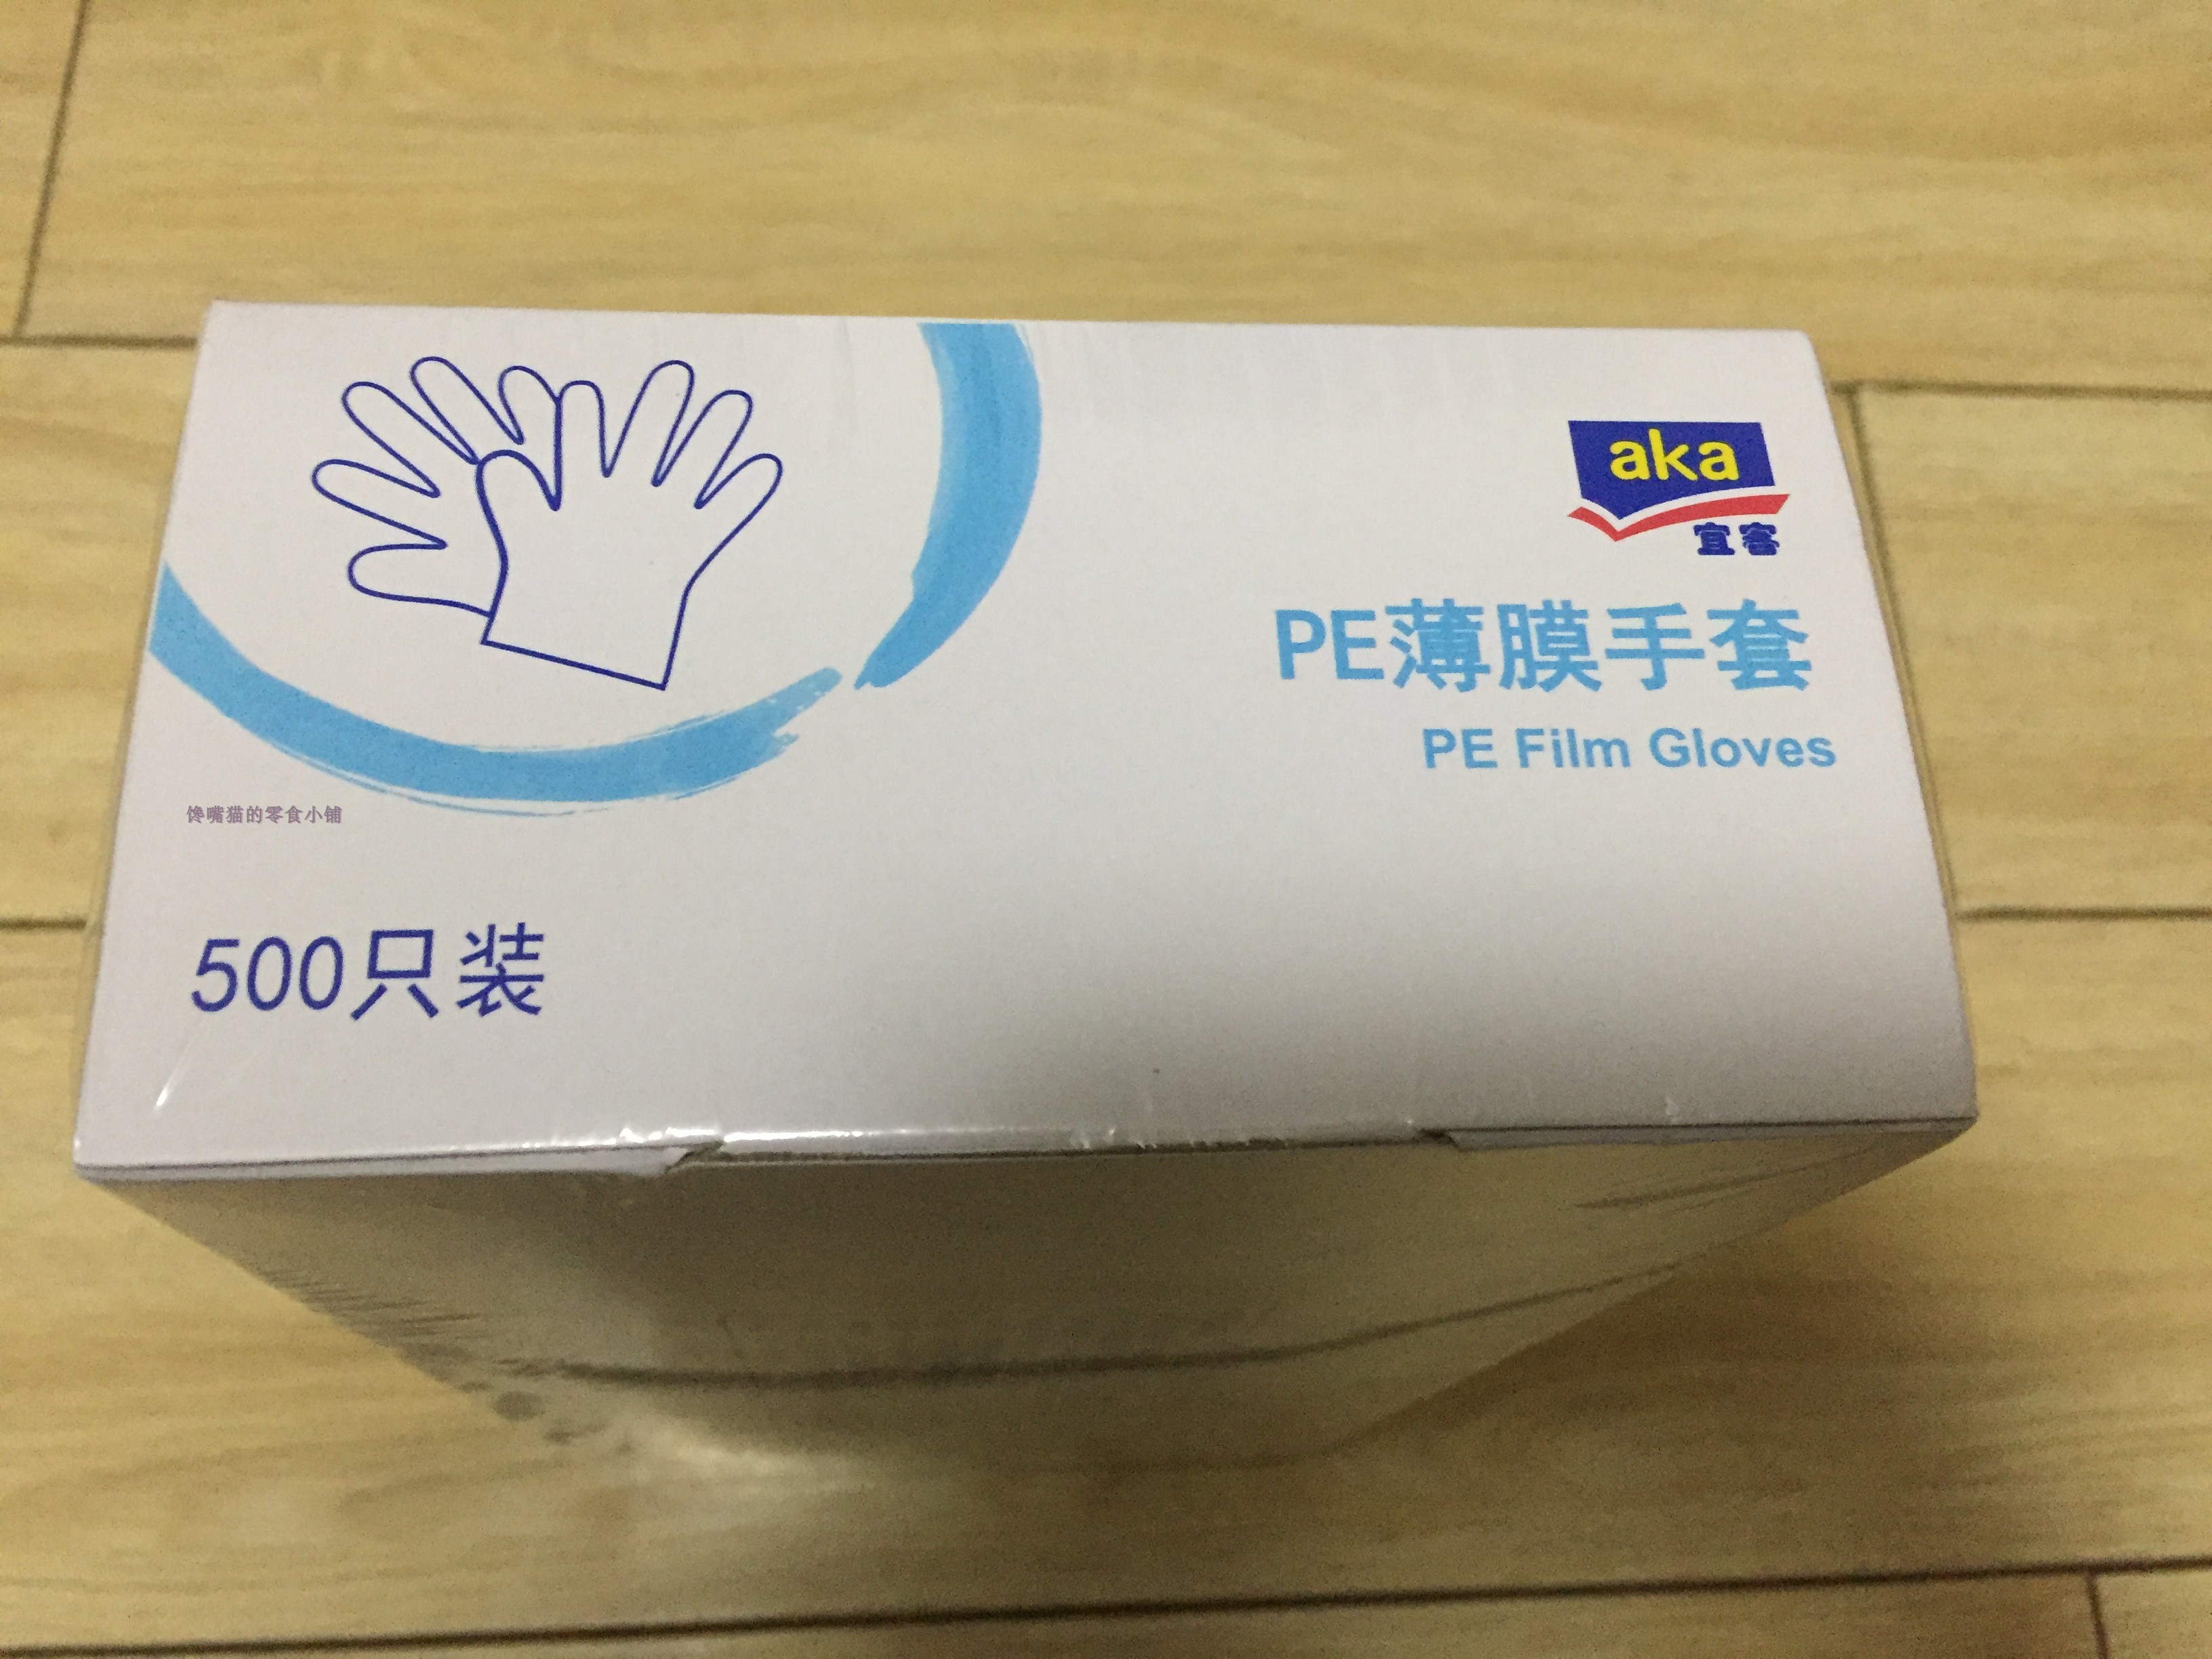 aka
宜客
PE薄膜手套
PE Film Gloves
馋嘴猫的零食小铺
500只装